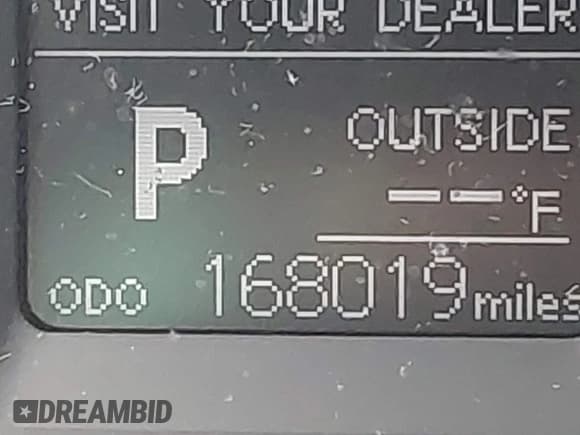 VISIT YOUR DEALER
P
OUTSIDE
--°F
ODO 168019 miles
DREAMBID